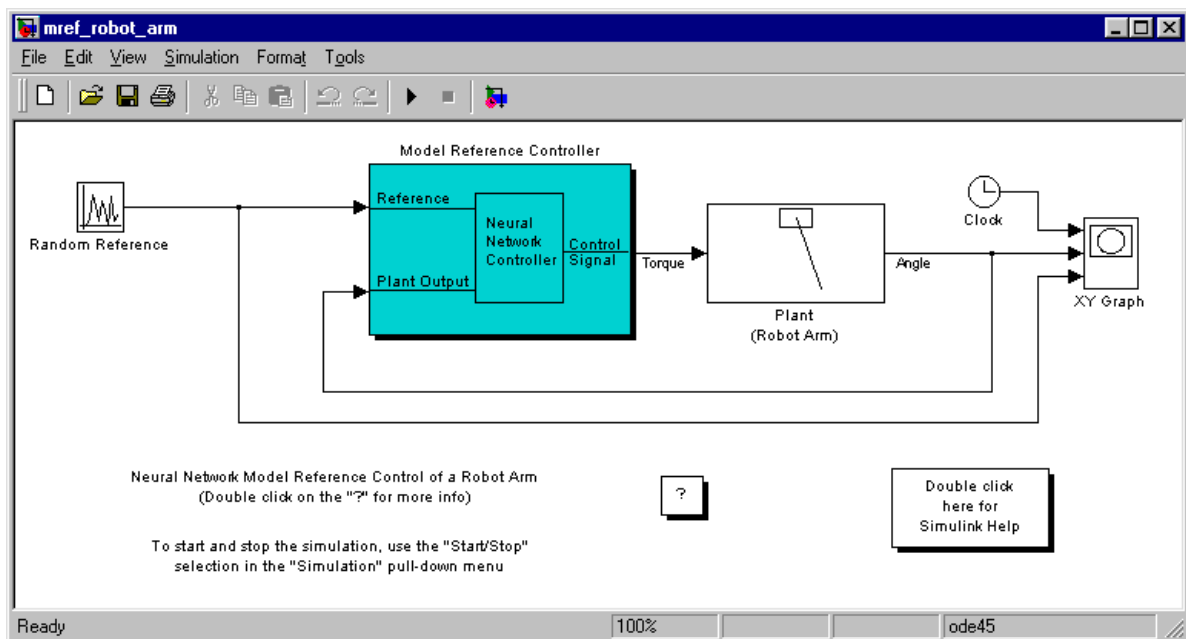 mref_robot_arm
File Edit View Simulation Format Tools
Model Reference Controller
Random Reference
Reference
Neural
Network
Controller
Control
Signal
Plant Output
Torque
Plant
(Robot Arm)
Angle
Clock
XY Graph
Neural Network Model Reference Control of a Robot Arm
(Double click on the "?" for more info)
?
Double click
here for
Simulink Help
To start and stop the simulation, use the "Start/Stop"
selection in the "Simulation" pull-down menu
Ready 100% ode45